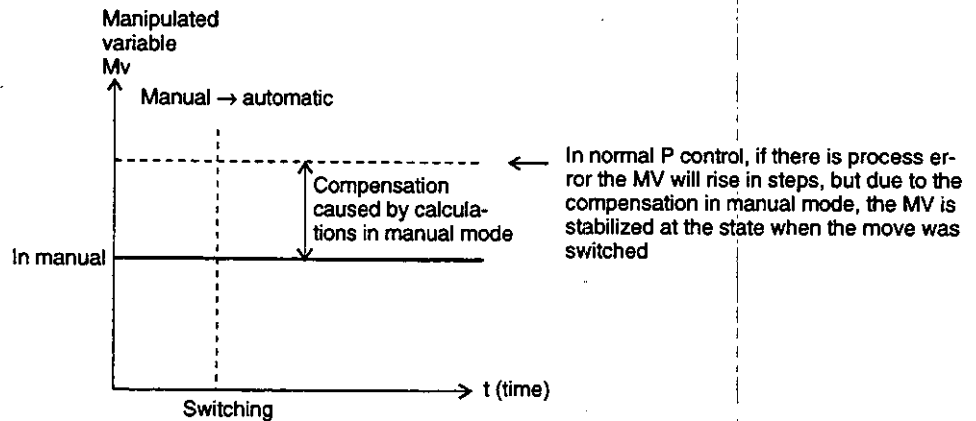 Manipulated
variable
Mv
Manual → automatic
Compensation
caused by calcula-
tions in manual mode
In normal P control, if there is process er-
ror the MV will rise in steps, but due to the
compensation in manual mode, the MV is
stabilized at the state when the move was
switched
In manual
t (time)
Switching